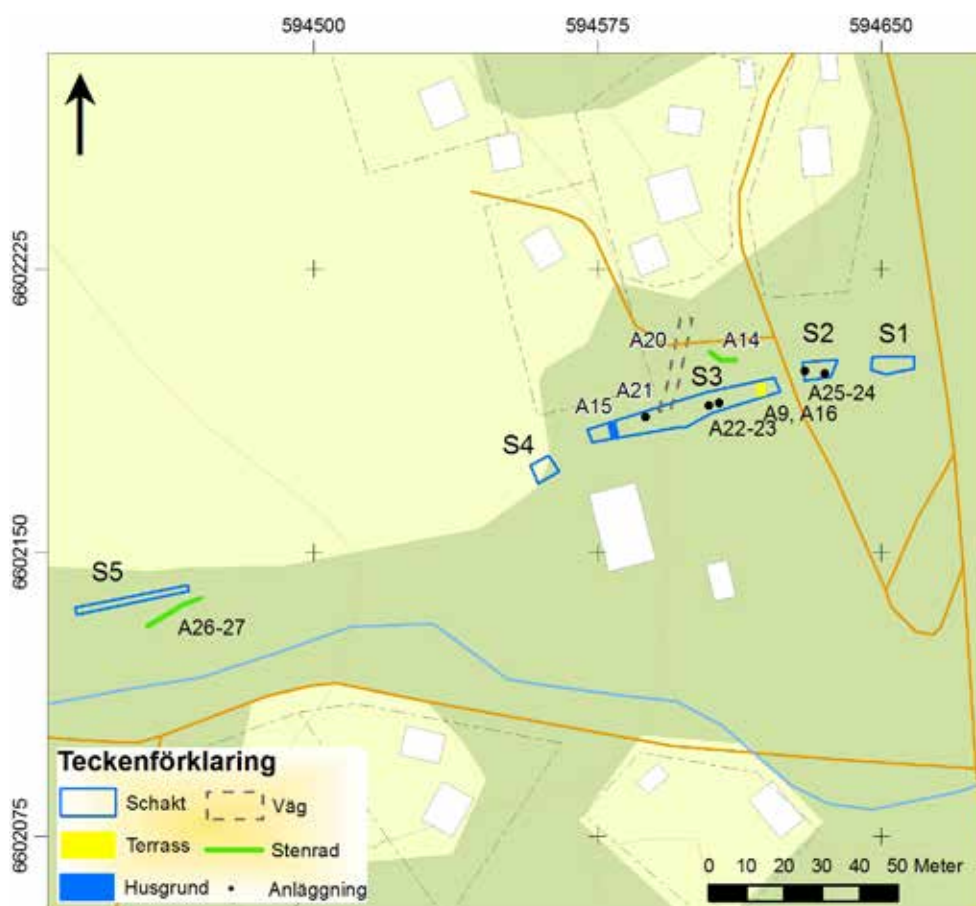 594500 594575 594650
6602225
S2 S1
A20 A14
S3
A21
A15 A25-24
A9, A16
A22-23
S4
6602150
S5
A26-27
Teckenförklaring
Schakt Väg
Terrass Stenrad
Husgrund Anläggning
6602075
0 10 20 30 40 50 Meter